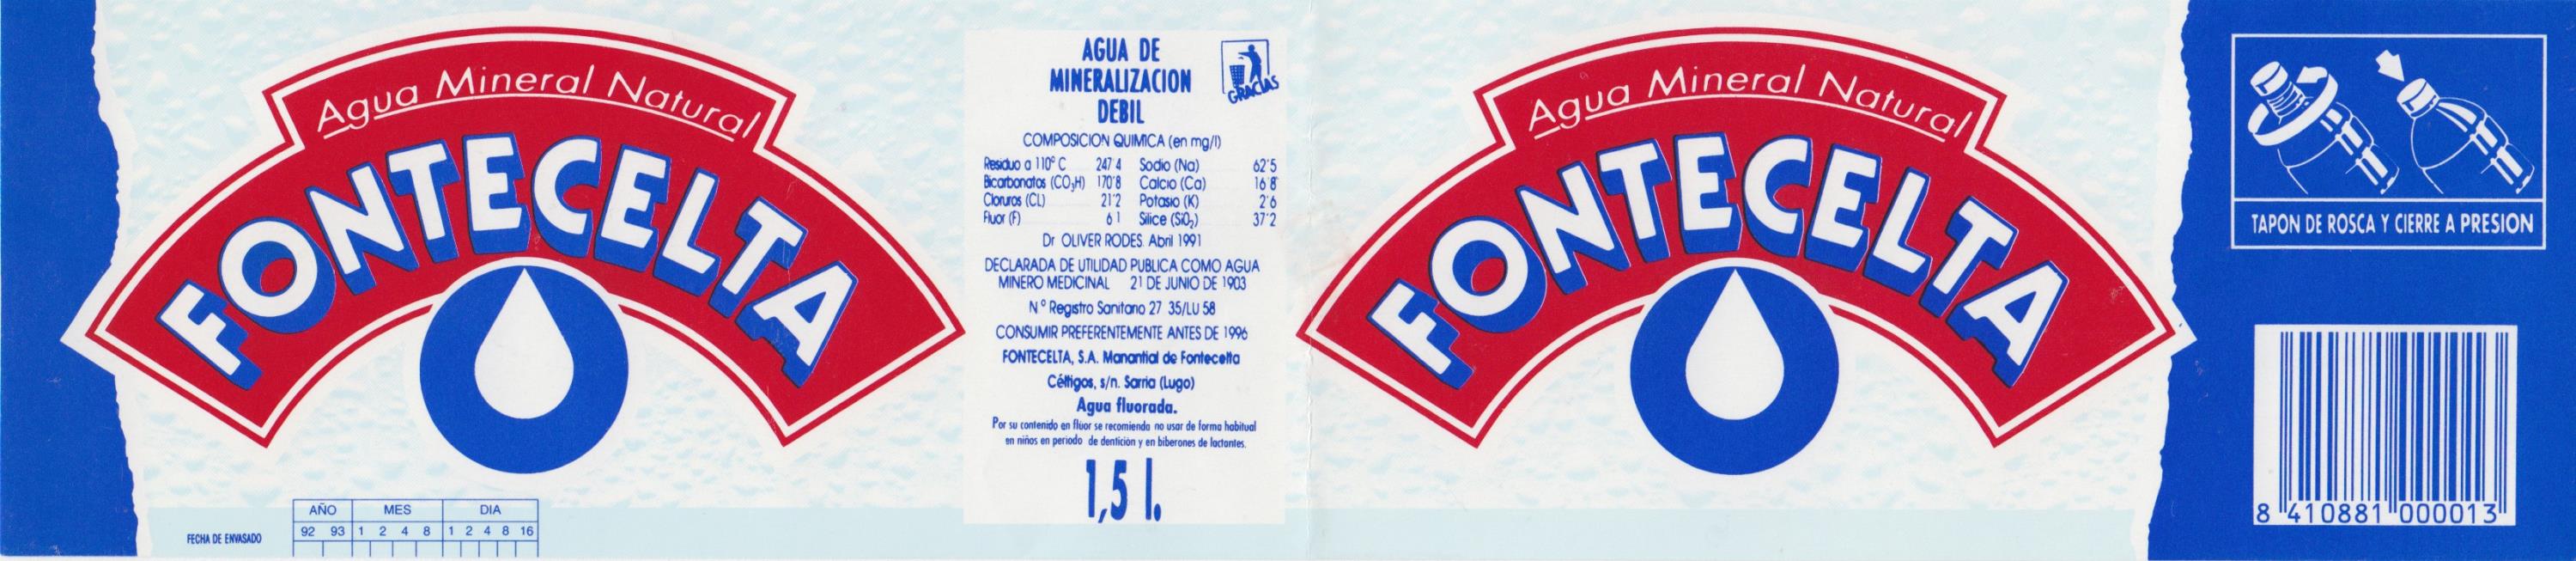 Agua Mineral Natural
FONTECELTA
FECHA DE ENVASADO
AÑO MES DIA
92 93 1 2 4 8 1 2 4 8 16
AGUA DE
MINERALIZACION
DEBIL
GRACIAS
COMPOSICION QUIMICA (en mg/l)
Residuo a 110º C 247'4 Sodio (Na) 62'5
Bicarbonatos (CO3H) 170'8 Calcio (Ca) 16'8
Cloruros (CL) 21'2 Potasio (K) 2'6
Fluor (F) 6'1 Silice (SiO2) 37'2
Dr OLIVER RODES. Abril 1991
DECLARADA DE UTILIDAD PUBLICA COMO AGUA
MINERO MEDICINAL 21 DE JUNIO DE 1903
Nº Registro Sanitario 27 35/LU 58
CONSUMIR PREFERENTEMENTE ANTES DE 1996
FONTECELTA, S.A. Manantial de Fontecelta
Céltigos, s/n. Sarria (Lugo)
Agua fluorada.
Por su contenido en flúor se recomienda no usar de forma habitual
en niños en periodo de dentición y en biberones de lactantes.
1,5 l.
Agua Mineral Natural
FONTECELTA
TAPON DE ROSCA Y CIERRE A PRESION
8 410881 000013